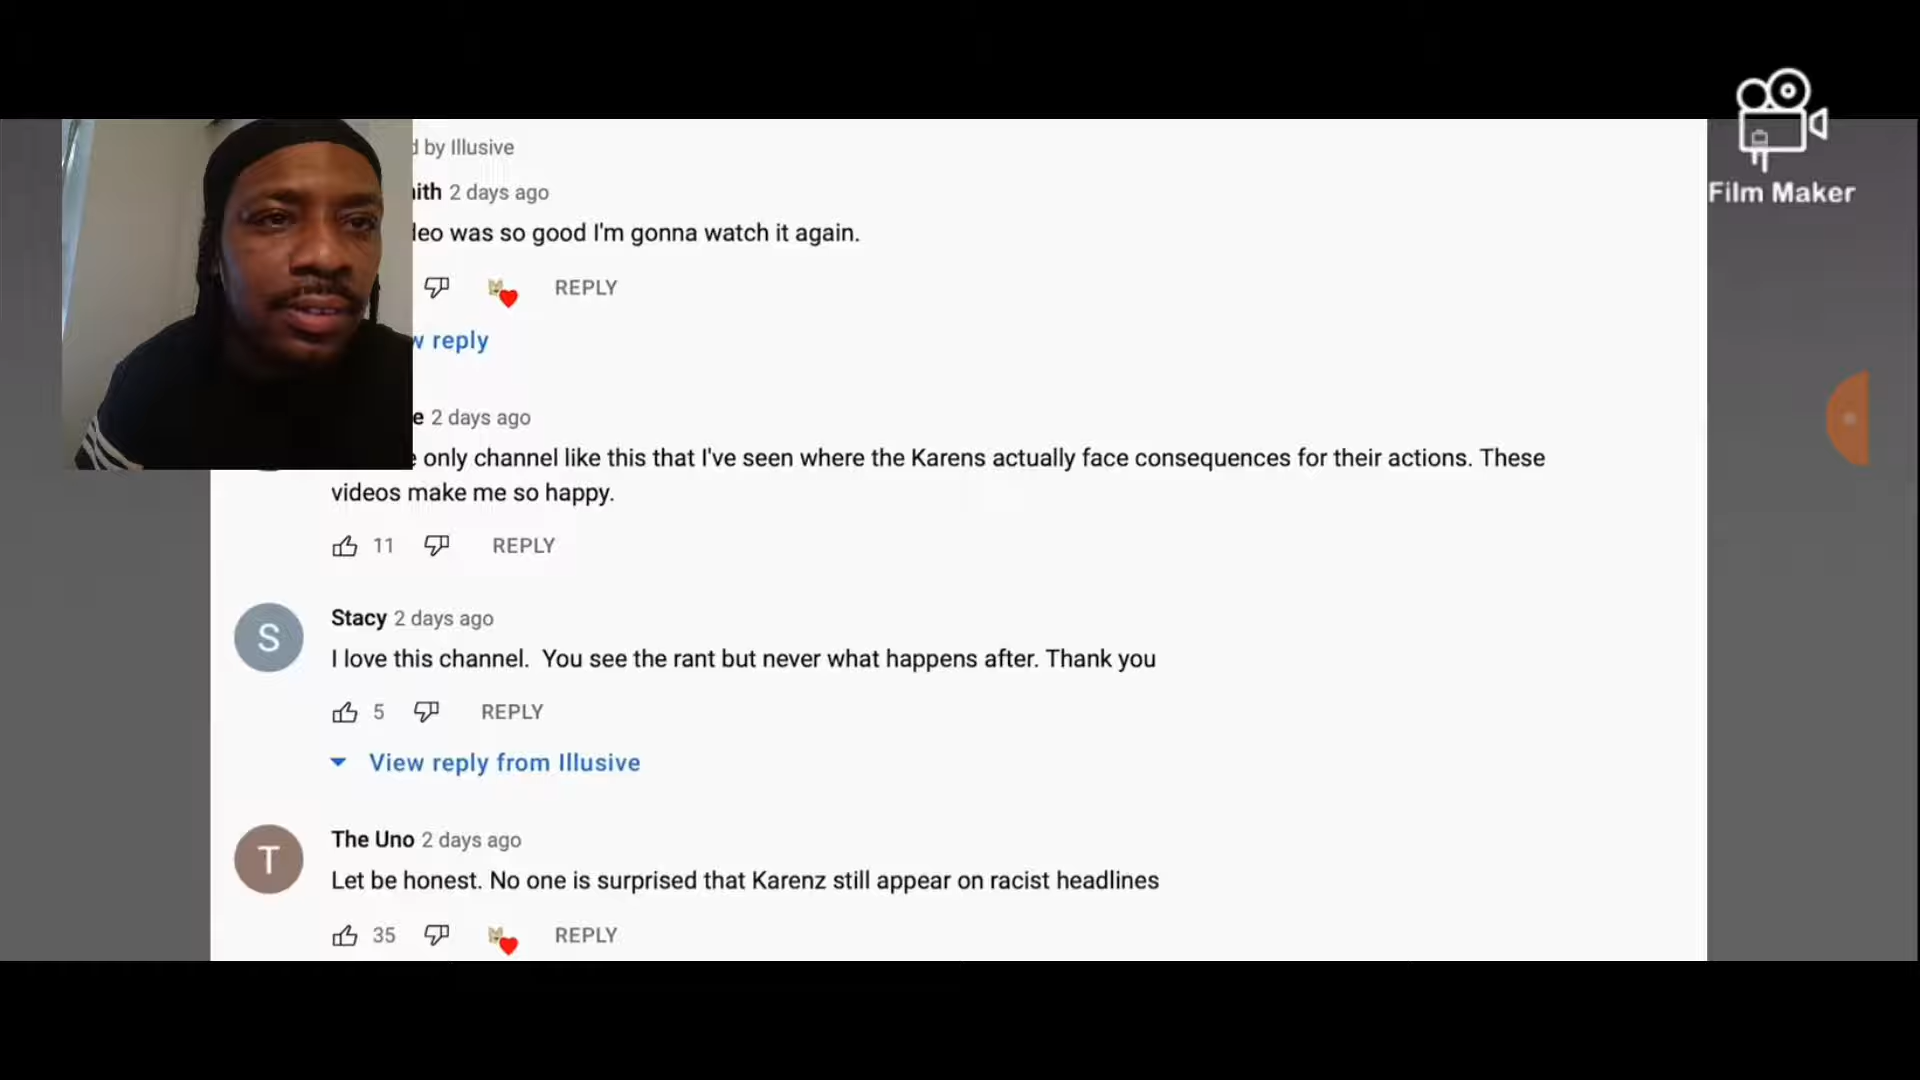 by Illusive
ith 2 days ago
eo was so good I'm gonna watch it again.
REPLY
reply
e 2 days ago
only channel like this that I've seen where the Karens actually face consequences for their actions. These
videos make me so happy.
11 REPLY
S
Stacy 2 days ago
I love this channel. You see the rant but never what happens after. Thank you
5 REPLY
View reply from Illusive
T
The Uno 2 days ago
Let be honest. No one is surprised that Karenz still appear on racist headlines
35 REPLY
Film Maker